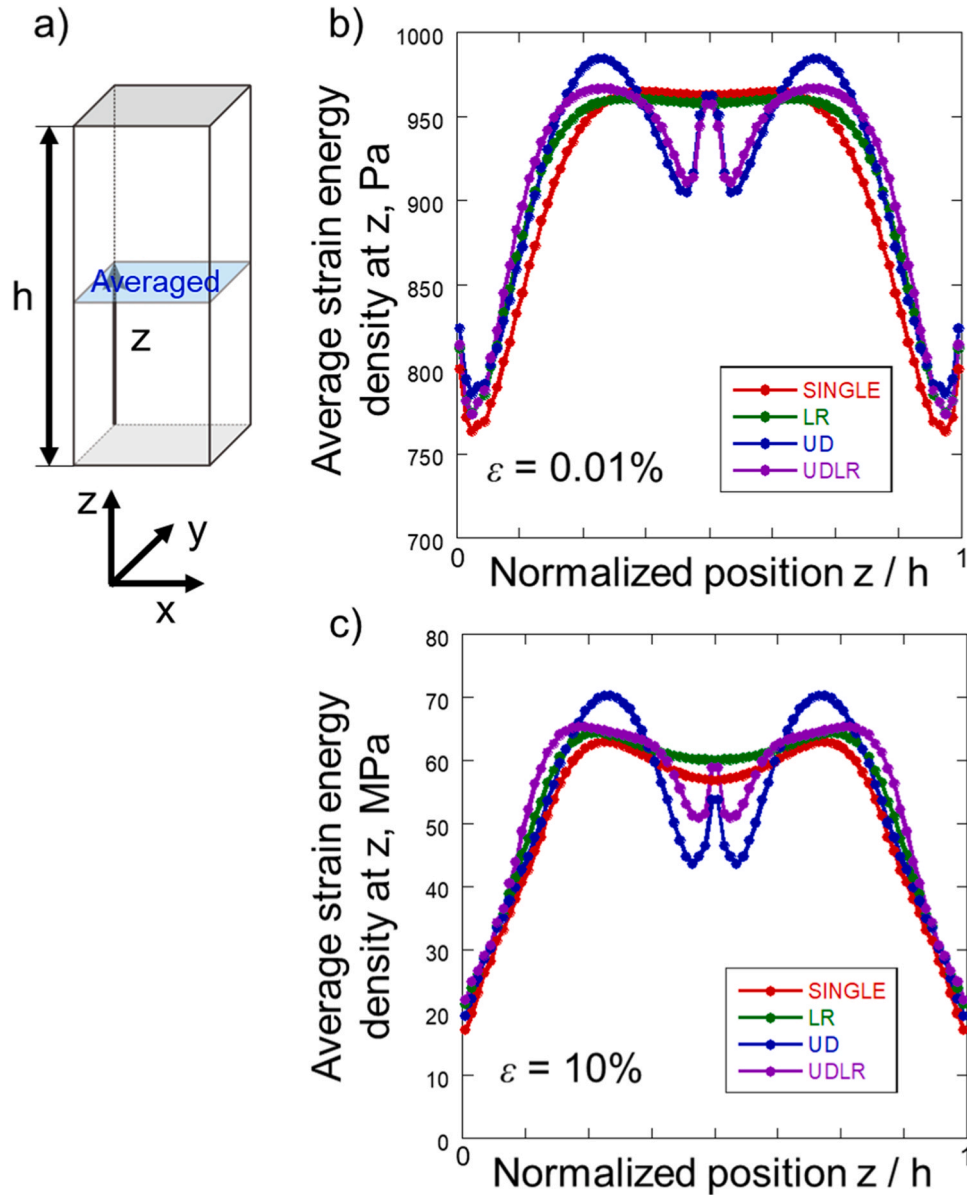 a)
h
Averaged
z
z
y
x
b)
Average strain energy
density at z, Pa
1000
950
900
850
800
750
700
SINGLE
LR
UD
UDLR
ε = 0.01%
0
1
Normalized position z / h
c)
Average strain energy
density at z, MPa
80
70
60
50
40
30
20
10
0
SINGLE
LR
UD
UDLR
ε = 10%
0
1
Normalized position z / h